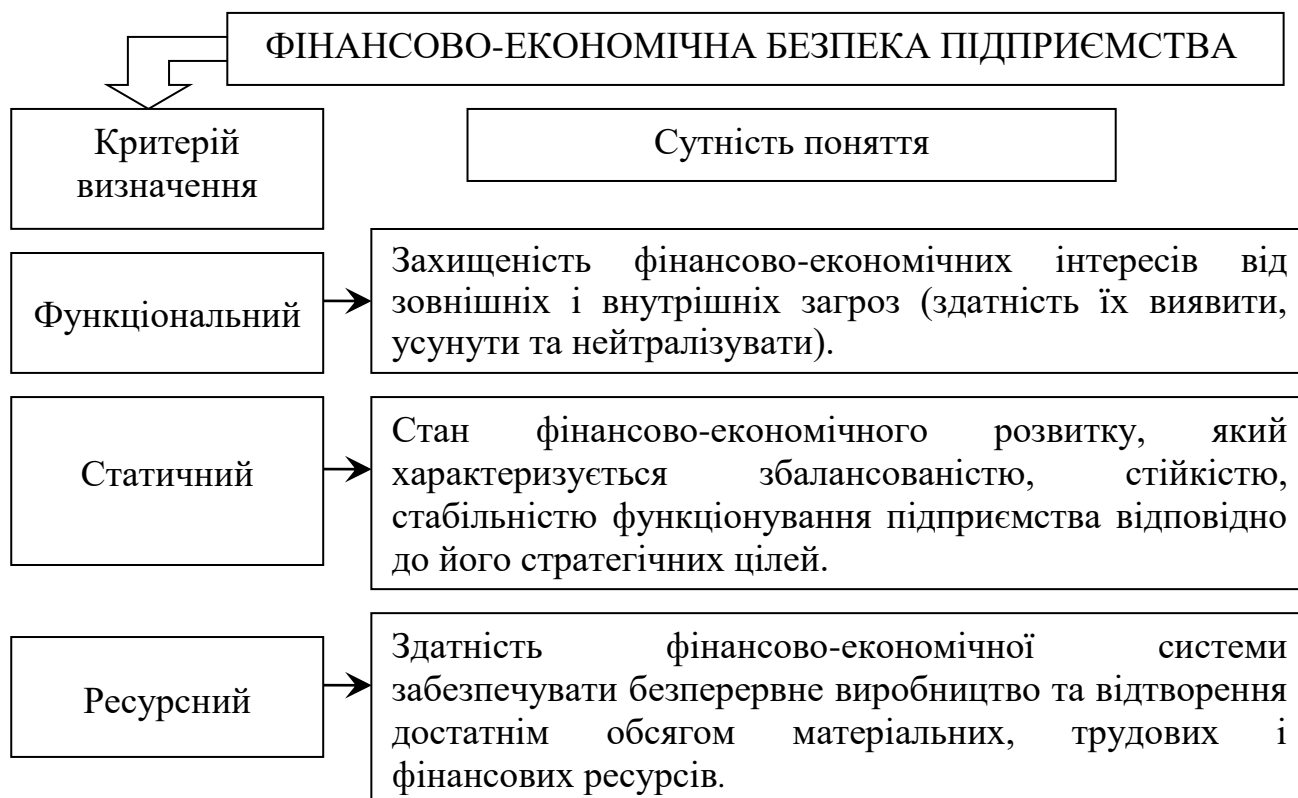 ФІНАНСОВО-ЕКОНОМІЧНА БЕЗПЕКА ПІДПРИЄМСТВА
Критерій
визначення
Сутність поняття
Функціональний
Захищеність фінансово-економічних інтересів від
зовнішніх і внутрішніх загроз (здатність їх виявити,
усунути та нейтралізувати).
Статичний
Стан фінансово-економічного розвитку, який
характеризується збалансованістю, стійкістю,
стабільністю функціонування підприємства відповідно
до його стратегічних цілей.
Ресурсний
Здатність фінансово-економічної системи
забезпечувати безперервне виробництво та відтворення
достатнім обсягом матеріальних, трудових і
фінансових ресурсів.